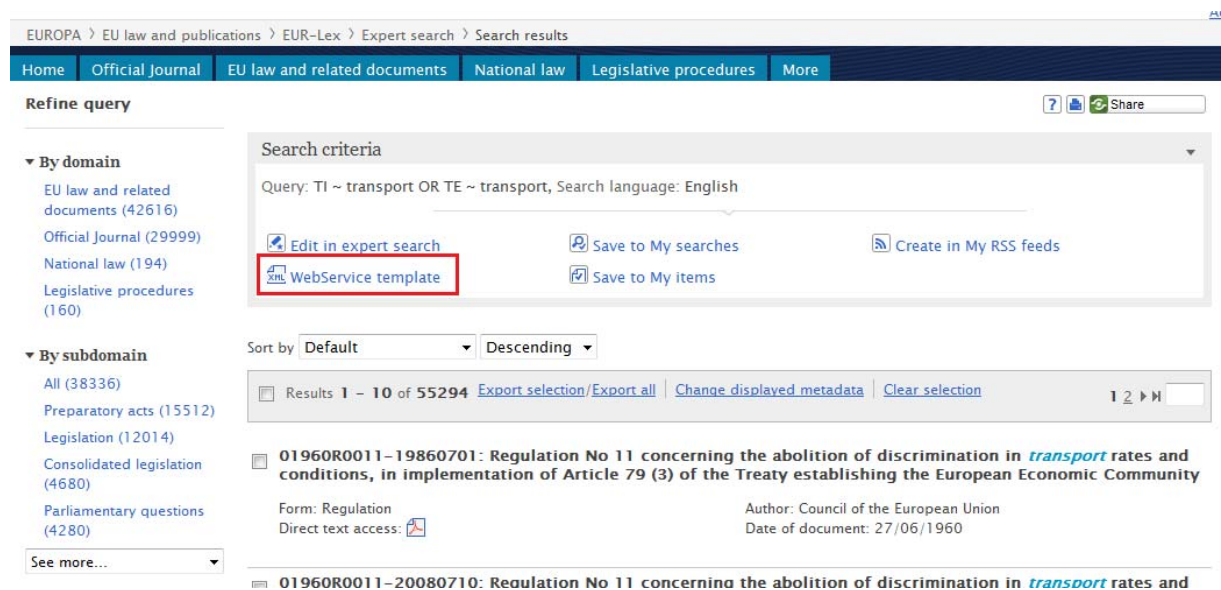 EUROPA > EU law and publications > EUR-Lex > Expert search > Search results
Home Official Journal EU law and related documents National law Legislative procedures More
Refine query
? Share
By domain
EU law and related
documents (42616)
Official Journal (29999)
National law (194)
Legislative procedures
(160)
By subdomain
All (38336)
Preparatory acts (15512)
Legislation (12014)
Consolidated legislation
(4680)
Parliamentary questions
(4280)
See more...
Search criteria
Query: TI ~ transport OR TE ~ transport, Search language: English
Edit in expert search Save to My searches Create in My RSS feeds
XML WebService template Save to My items
Sort by Default Descending
Results 1 - 10 of 55294 Export selection/Export all Change displayed metadata Clear selection 1 2
01960R0011-19860701: Regulation No 11 concerning the abolition of discrimination in transport rates and
conditions, in implementation of Article 79 (3) of the Treaty establishing the European Economic Community
Form: Regulation Author: Council of the European Union
Direct text access: Date of document: 27/06/1960
01960R0011-20080710: Regulation No 11 concerning the abolition of discrimination in transport rates and